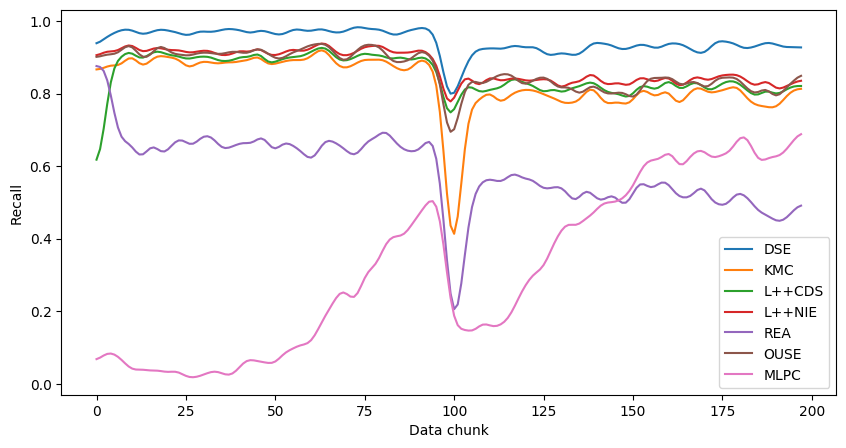 1.0
0.8
0.6
0.4
0.2
0.0
Recall
0
25
50
75
100
125
150
175
200
Data chunk
DSE
KMC
L++CDS
L++NIE
REA
OUSE
MLPC